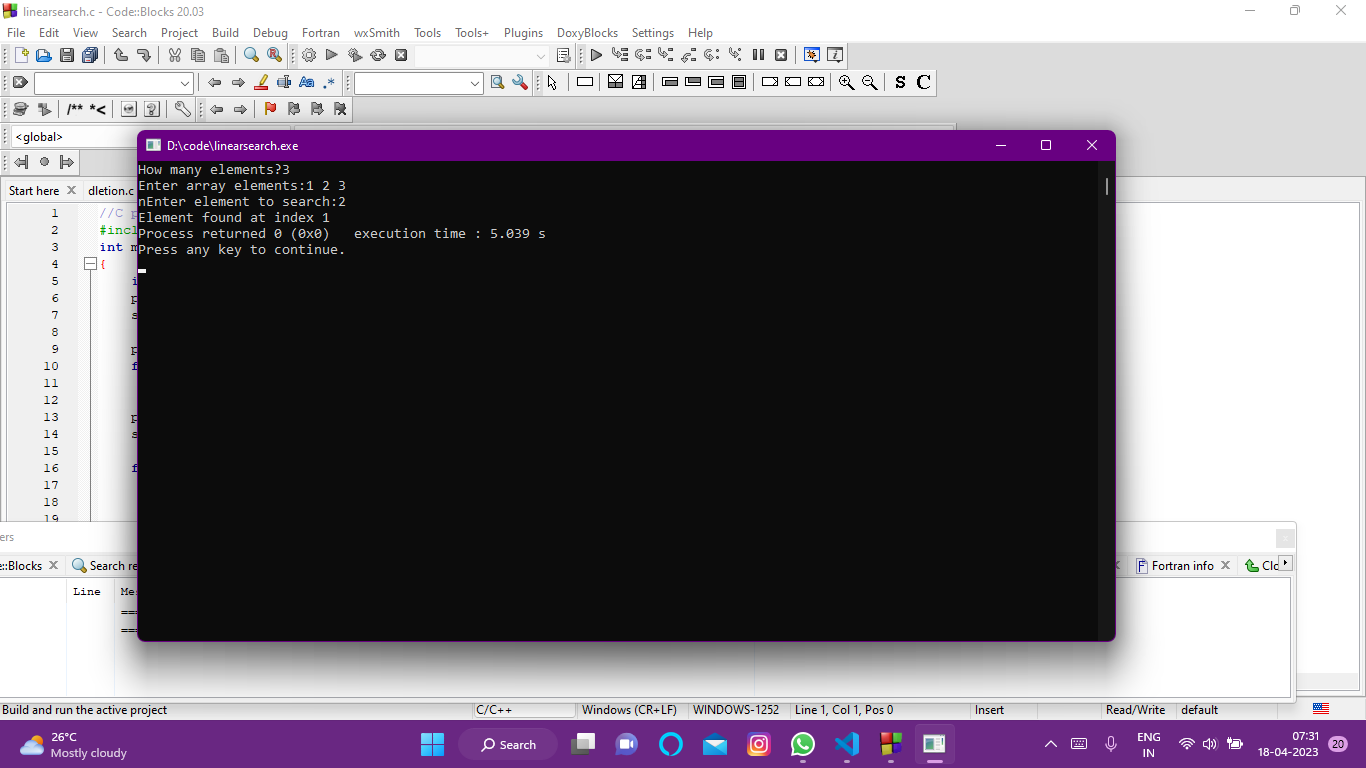 linearsearch.c - Code::Blocks 20.03
File Edit View Search Project Build Debug Fortran wxSmith Tools Tools+ Plugins DoxyBlocks Settings Help
S C
/** *<
<global>
D:\code\linearsearch.exe
Start here dletion.c
How many elements?3
Enter array elements:1 2 3
nEnter element to search:2
Element found at index 1
Process returned 0 (0x0)   execution time : 5.039 s
Press any key to continue.
1 //C p
2 #incl
3 int m
4 {
5 i
6 p
7 s
8
9 p
10 f
11
12
13 p
14 s
15
16 f
17
18
19
ers
e::Blocks Search re Fortran info Clo
Line Mes
===
===
Build and run the active project C/C++ Windows (CR+LF) WINDOWS-1252 Line 1, Col 1, Pos 0 Insert Read/Write default
26°C
Mostly cloudy
Search
ENG
IN
07:31
18-04-2023
20